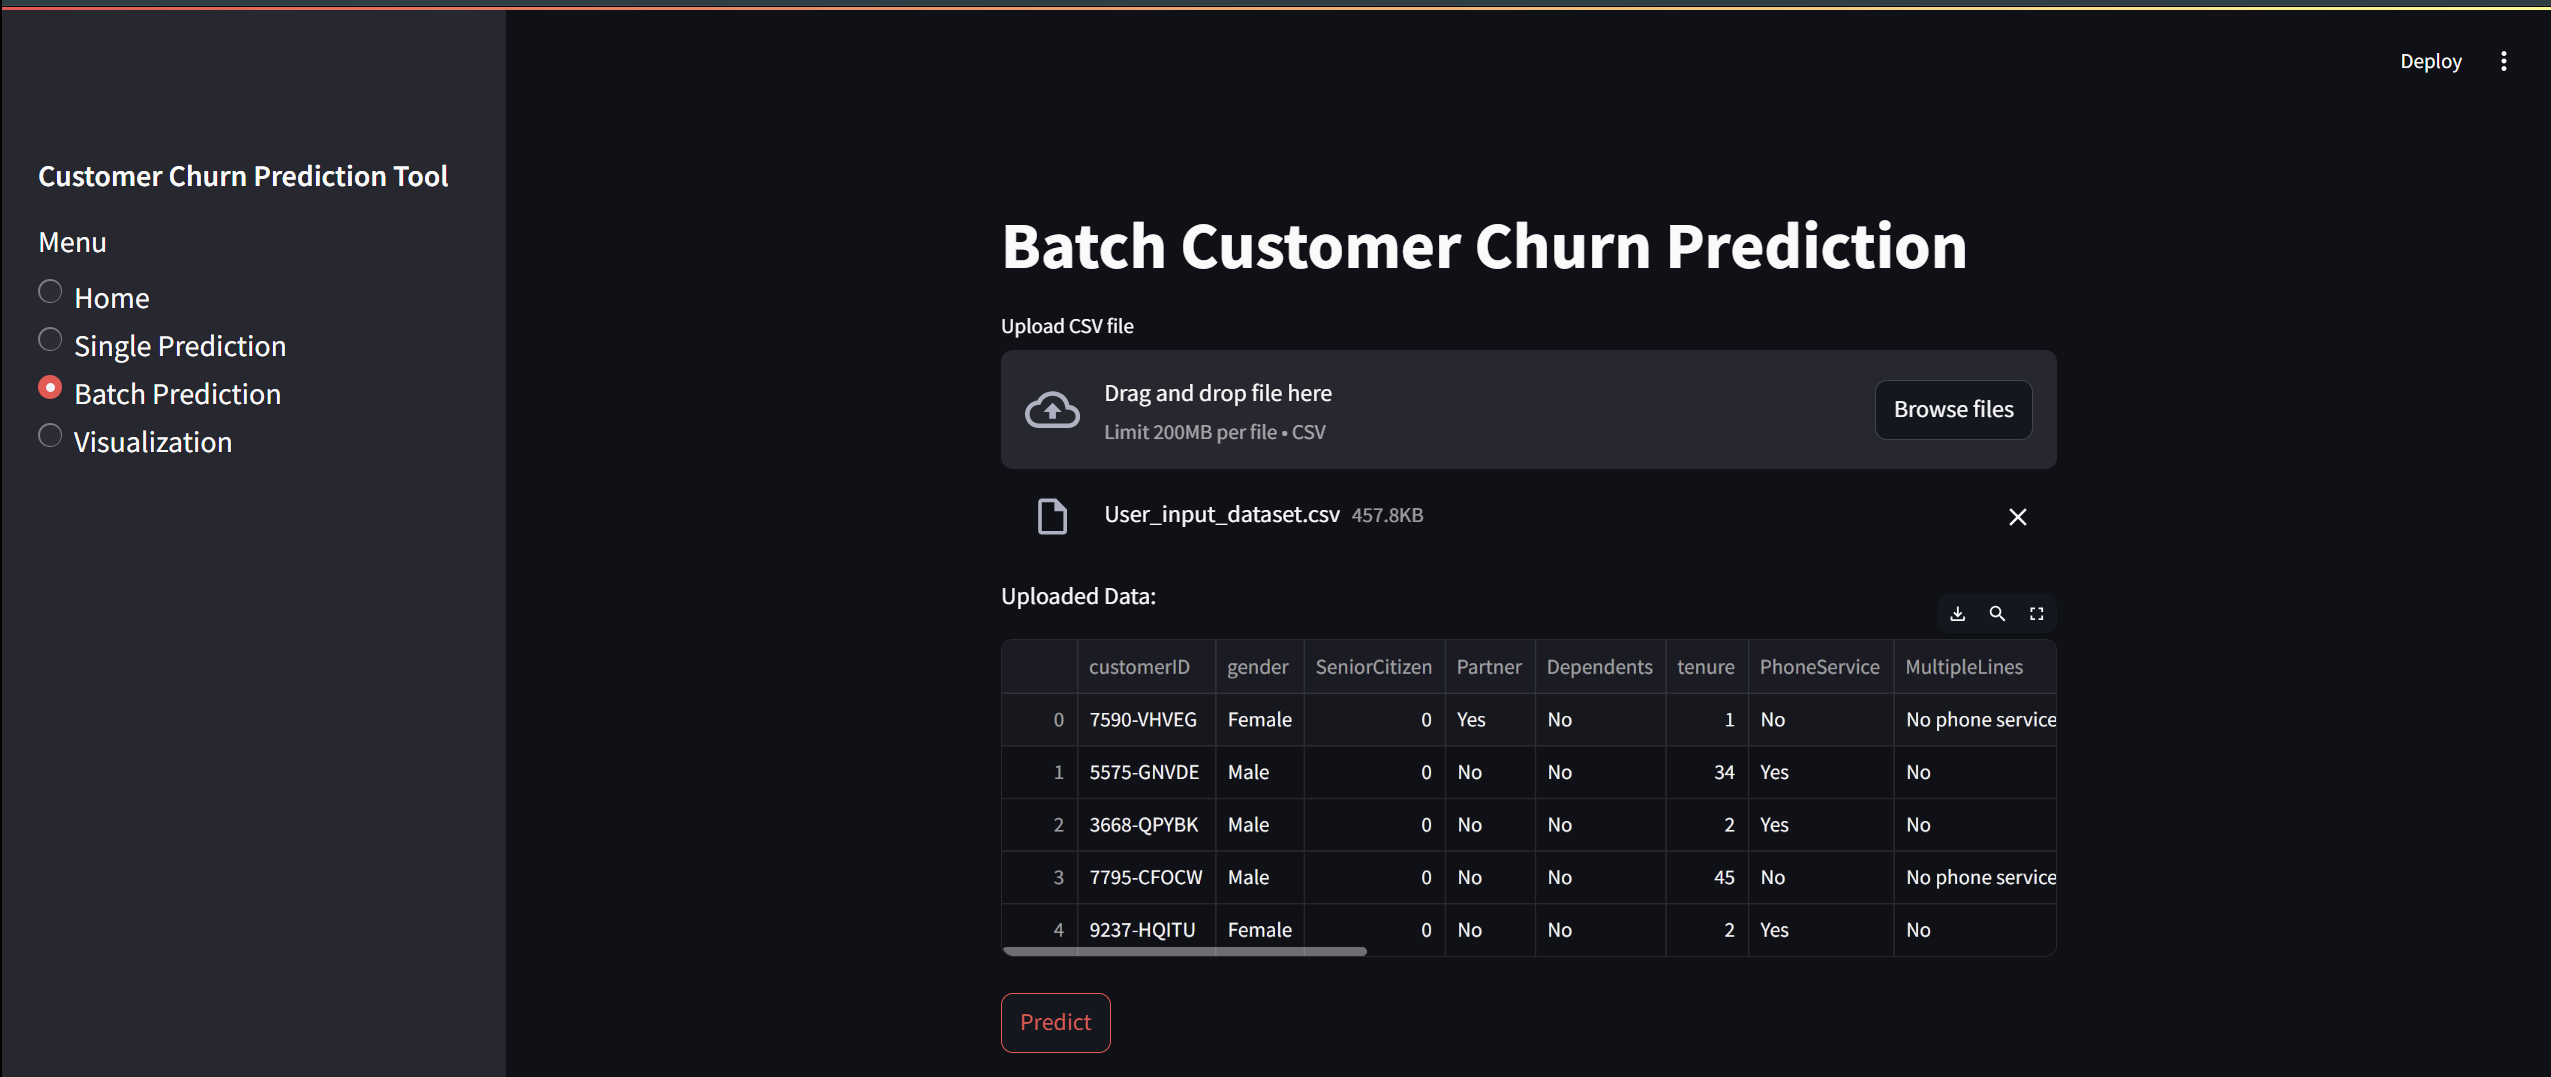 Deploy
Customer Churn Prediction Tool
Menu
Home
Single Prediction
Batch Prediction
Visualization
Batch Customer Churn Prediction
Upload CSV file
Drag and drop file here
Limit 200MB per file • CSV
Browse files
User_input_dataset.csv 457.8KB
Uploaded Data:
customerID gender SeniorCitizen Partner Dependents tenure PhoneService MultipleLines
0 7590-VHVEG Female 0 Yes No 1 No No phone service
1 5575-GNVDE Male 0 No No 34 Yes No
2 3668-QPYBK Male 0 No No 2 Yes No
3 7795-CFOCW Male 0 No No 45 No No phone service
4 9237-HQITU Female 0 No No 2 Yes No
Predict